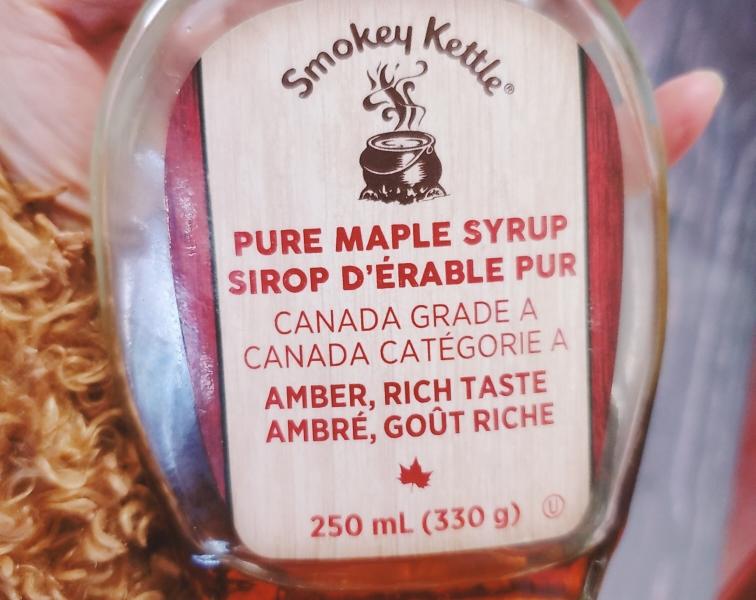 Smokey Kettle®
PURE MAPLE SYRUP
SIROP D'ÉRABLE PUR
CANADA GRADE A
CANADA CATÉGORIE A
AMBER, RICH TASTE
AMBRÉ, GOÛT RICHE
250 mL (330 g) Ⓤ